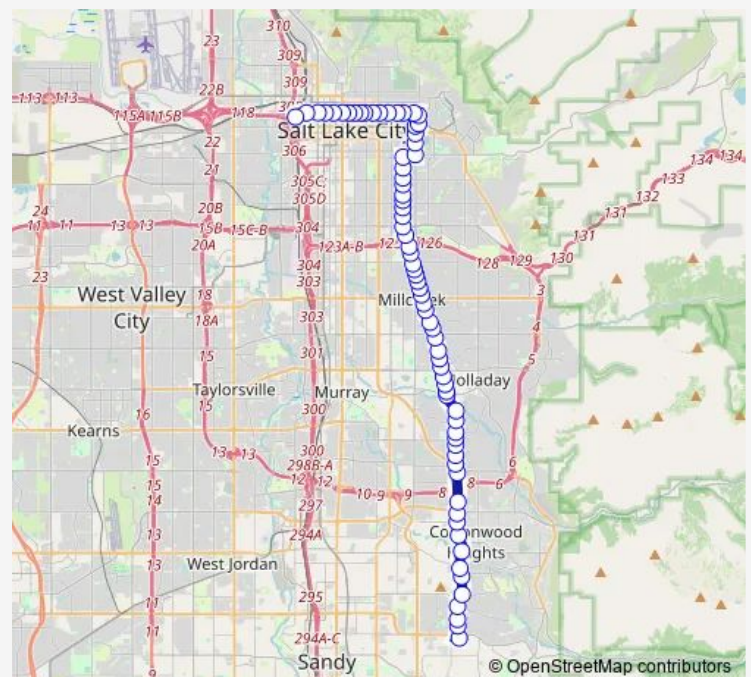 310
309
309
23
22B
113 113
115A 115B
118
Salt Lake City
22
306
21
305C;
305D
134
133
132
131
131
130
24
11 11
13 13
20B
15B
15C-B
304
20A
123A-B
126
128
129
23
304
303
3
18
18A
West Valley
City
Millcreek
303
4
15
301
5
Taylorsville
Murray
Holladay
15
16
300
Kearns
300
15
13 13
298B-A
12 12
6
15
14
10-9
9
8
8
6
297
13
294A
Cottonwood
Heights
13
West Jordan
11
11
295
294A-C
9
Sandy
© OpenStreetMap contributors